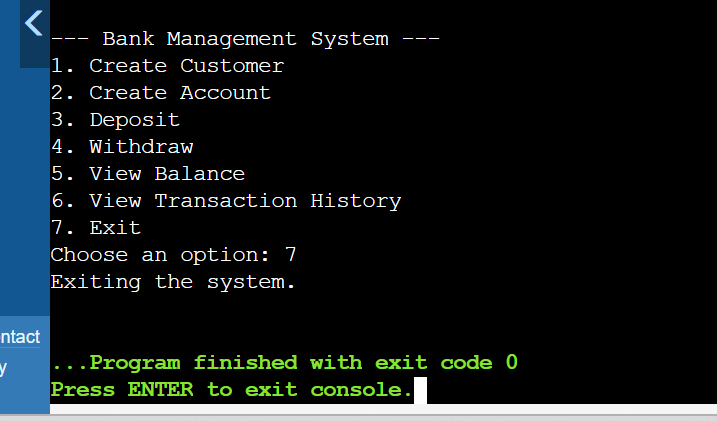 --- Bank Management System ---
1. Create Customer
2. Create Account
3. Deposit
4. Withdraw
5. View Balance
6. View Transaction History
7. Exit
Choose an option: 7
Exiting the system.
ntact
y
...Program finished with exit code 0
Press ENTER to exit console.